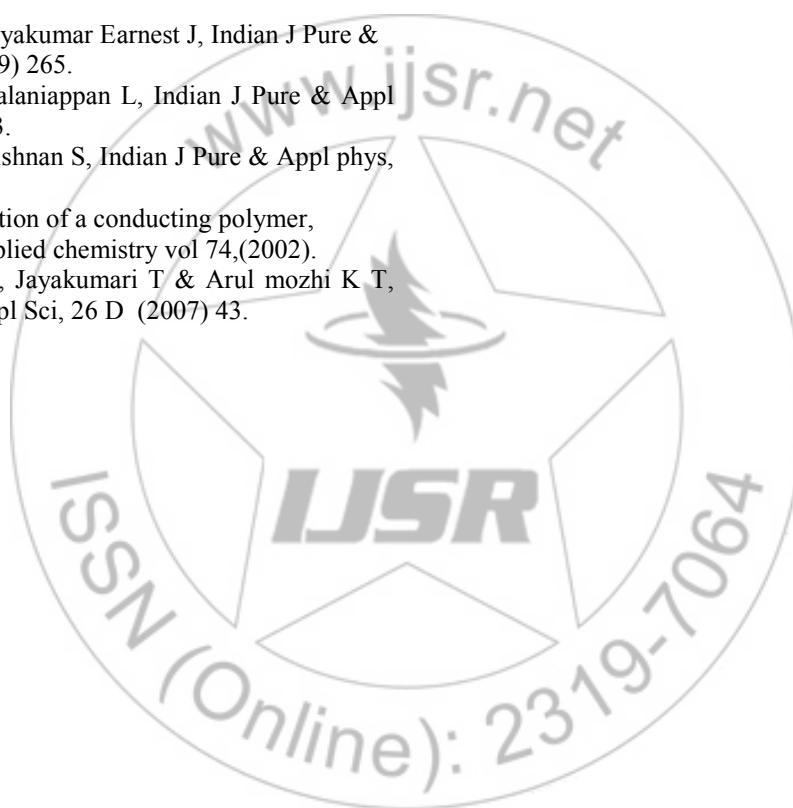 yakumar Earnest J, Indian J Pure &
9) 265.
alaniappan L, Indian J Pure & Appl
3.
ishnan S, Indian J Pure & Appl phys,
tion of a conducting polymer,
plied chemistry vol 74,(2002).
, Jayakumari T & Arul mozhi K T,
pl Sci, 26 D (2007) 43.
www.ijsr.net
IJSR
ISSN (Online): 2319-7064